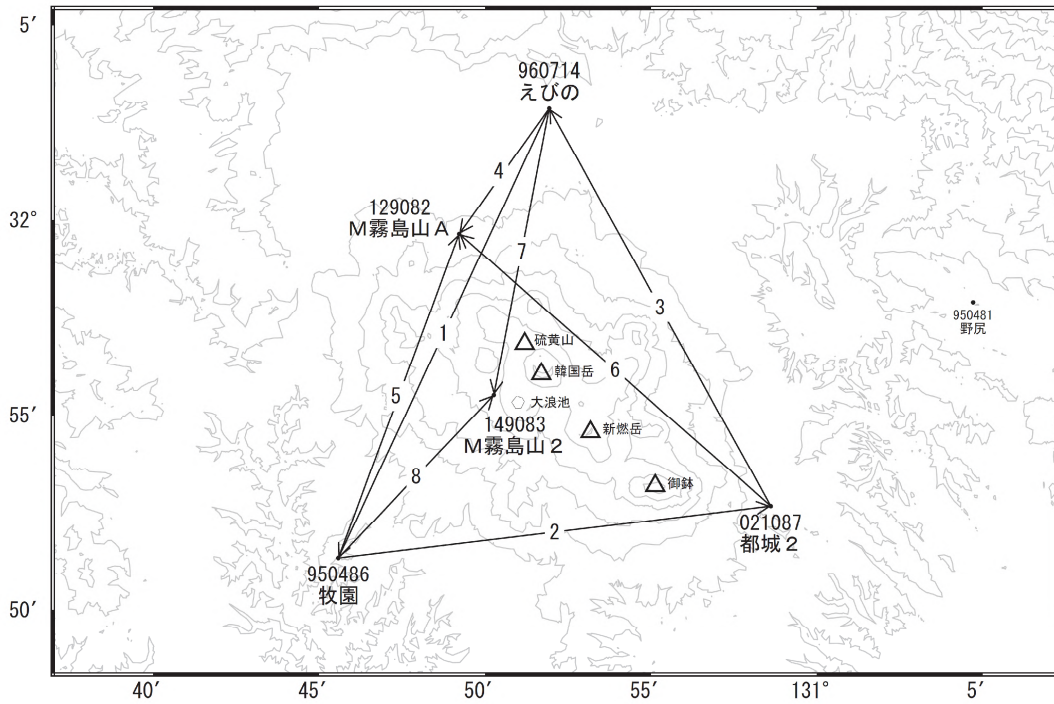 5′
960714
えびの
4
129082
M霧島山A
32°
7
3
950481
野尻
1
硫黄山
韓国岳
6
5
大浪池
55′
149083
M霧島山2
新燃岳
8
御鉢
021087
都城2
2
950486
牧園
50′
40′
45′
50′
55′
131°
5′